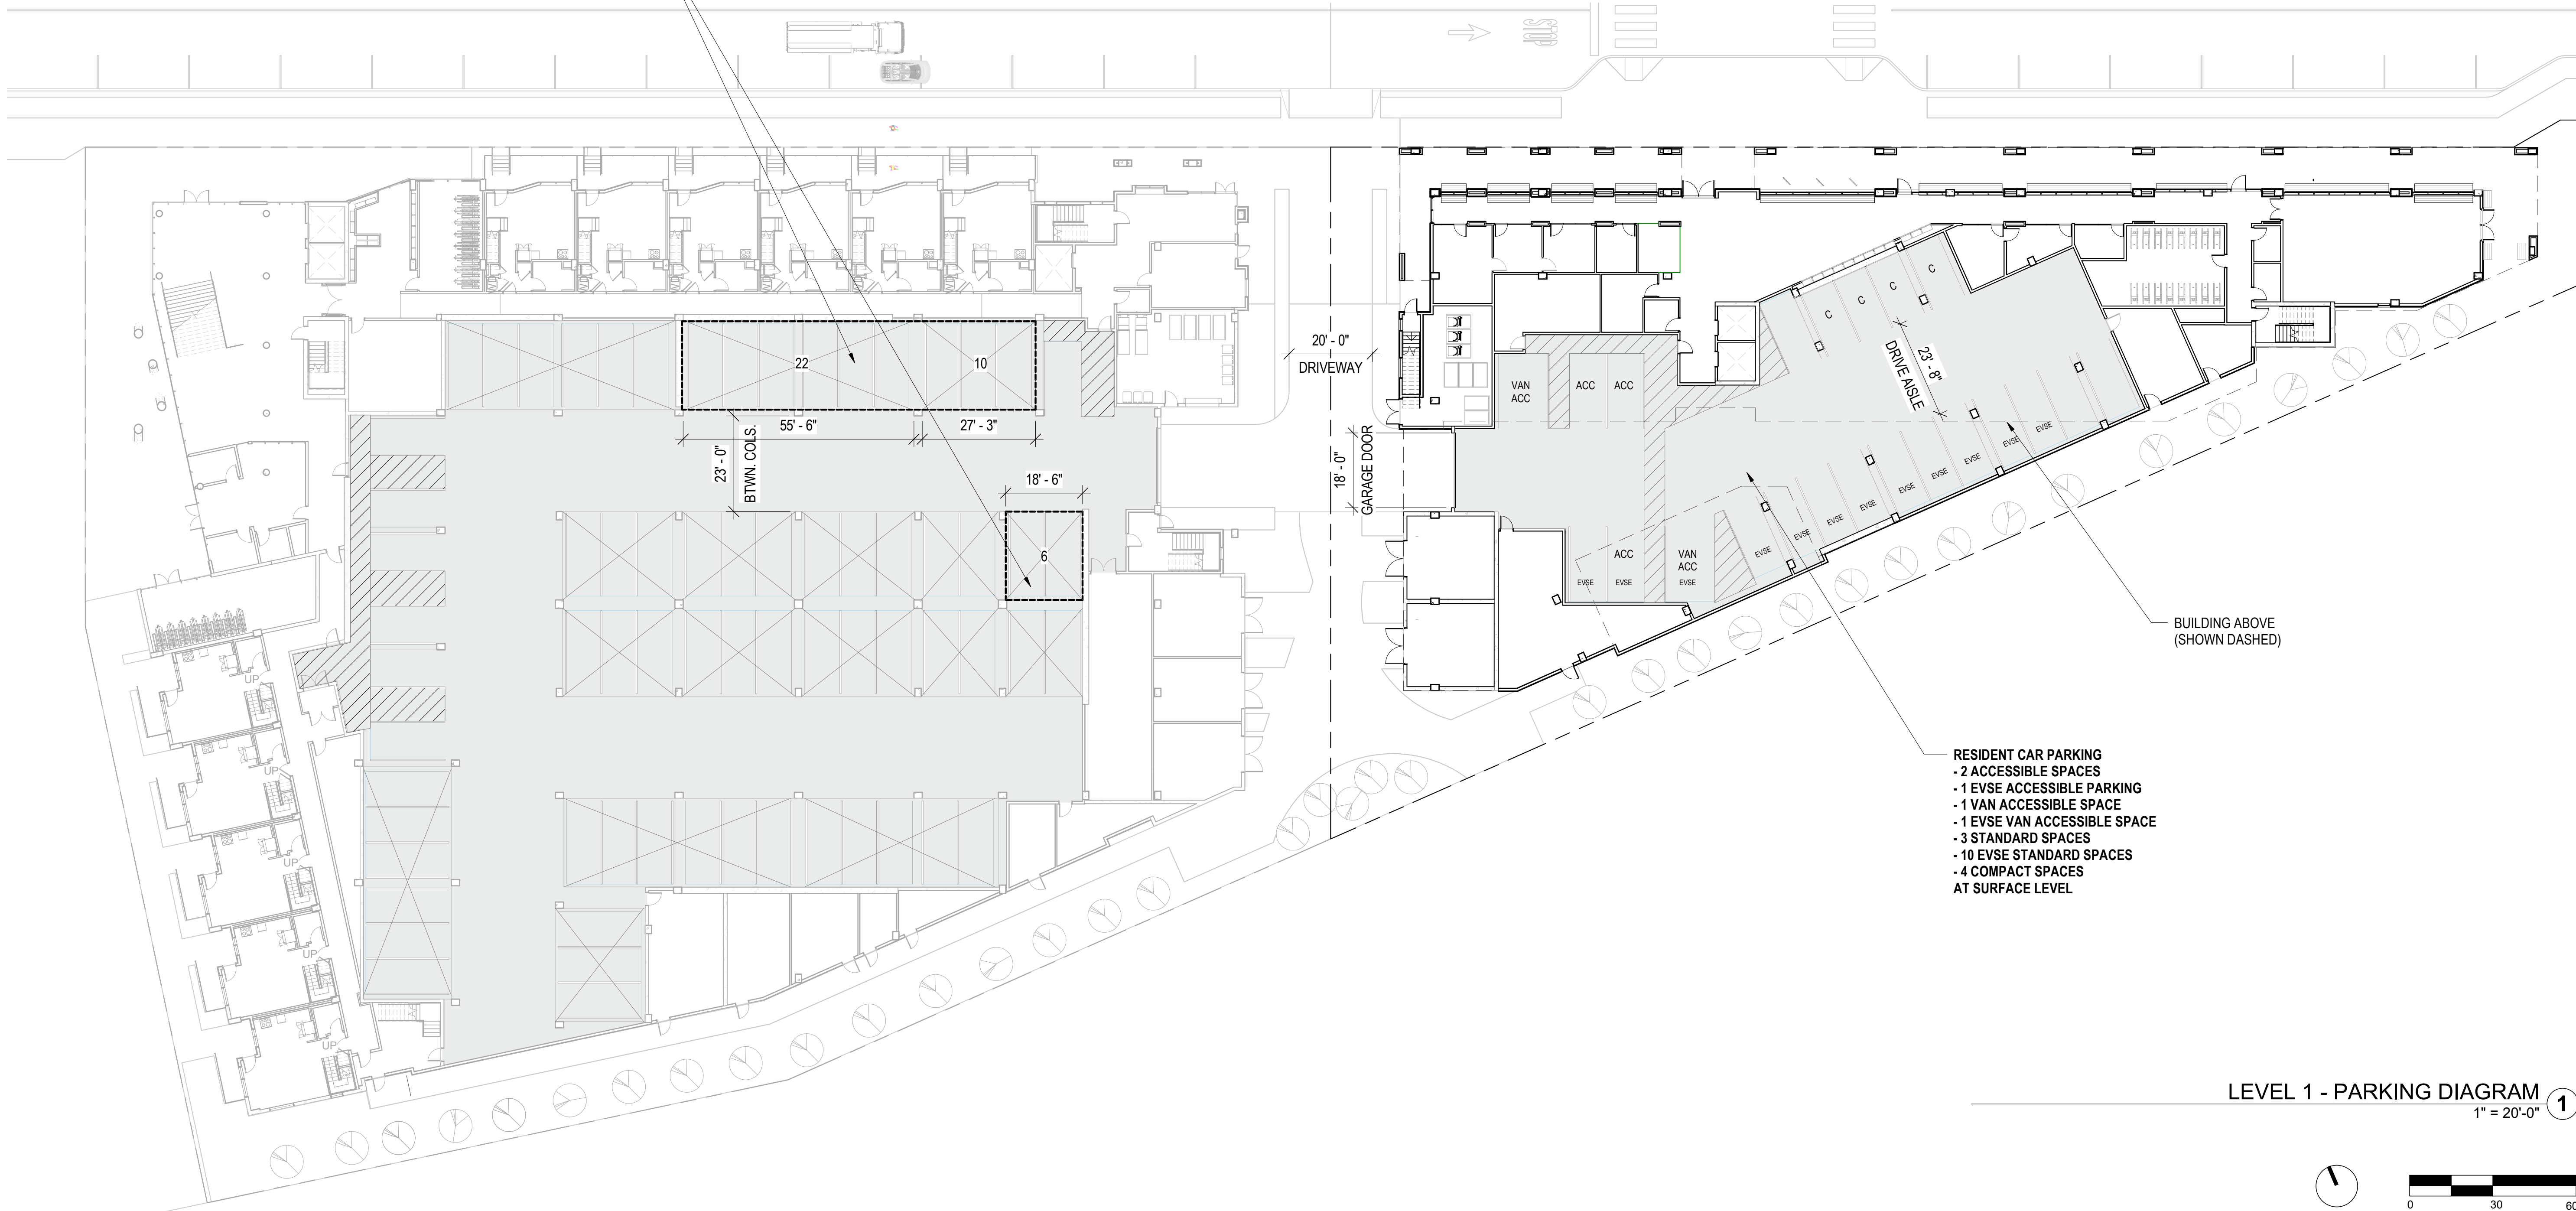 BUS
22
10
55' - 6"
27' - 3"
23' - 0"
BTWN. COLS.
18' - 6"
6
20' - 0"
DRIVEWAY
18' - 0"
GARAGE DOOR
VAN
ACC
ACC
ACC
C
C
C
C
23' - 8"
DRIVE AISLE
EVSE
EVSE
EVSE
EVSE
EVSE
EVSE
EVSE
EVSE
EVSE
ACC
VAN
ACC
EVSE
EVSE
EVSE
UP
UP
UP
UP
UP
BUILDING ABOVE
(SHOWN DASHED)
RESIDENT CAR PARKING
- 2 ACCESSIBLE SPACES
- 1 EVSE ACCESSIBLE PARKING
- 1 VAN ACCESSIBLE SPACE
- 1 EVSE VAN ACCESSIBLE SPACE
- 3 STANDARD SPACES
- 10 EVSE STANDARD SPACES
- 4 COMPACT SPACES
AT SURFACE LEVEL
LEVEL 1 - PARKING DIAGRAM
1
1" = 20'-0"
0 30 60